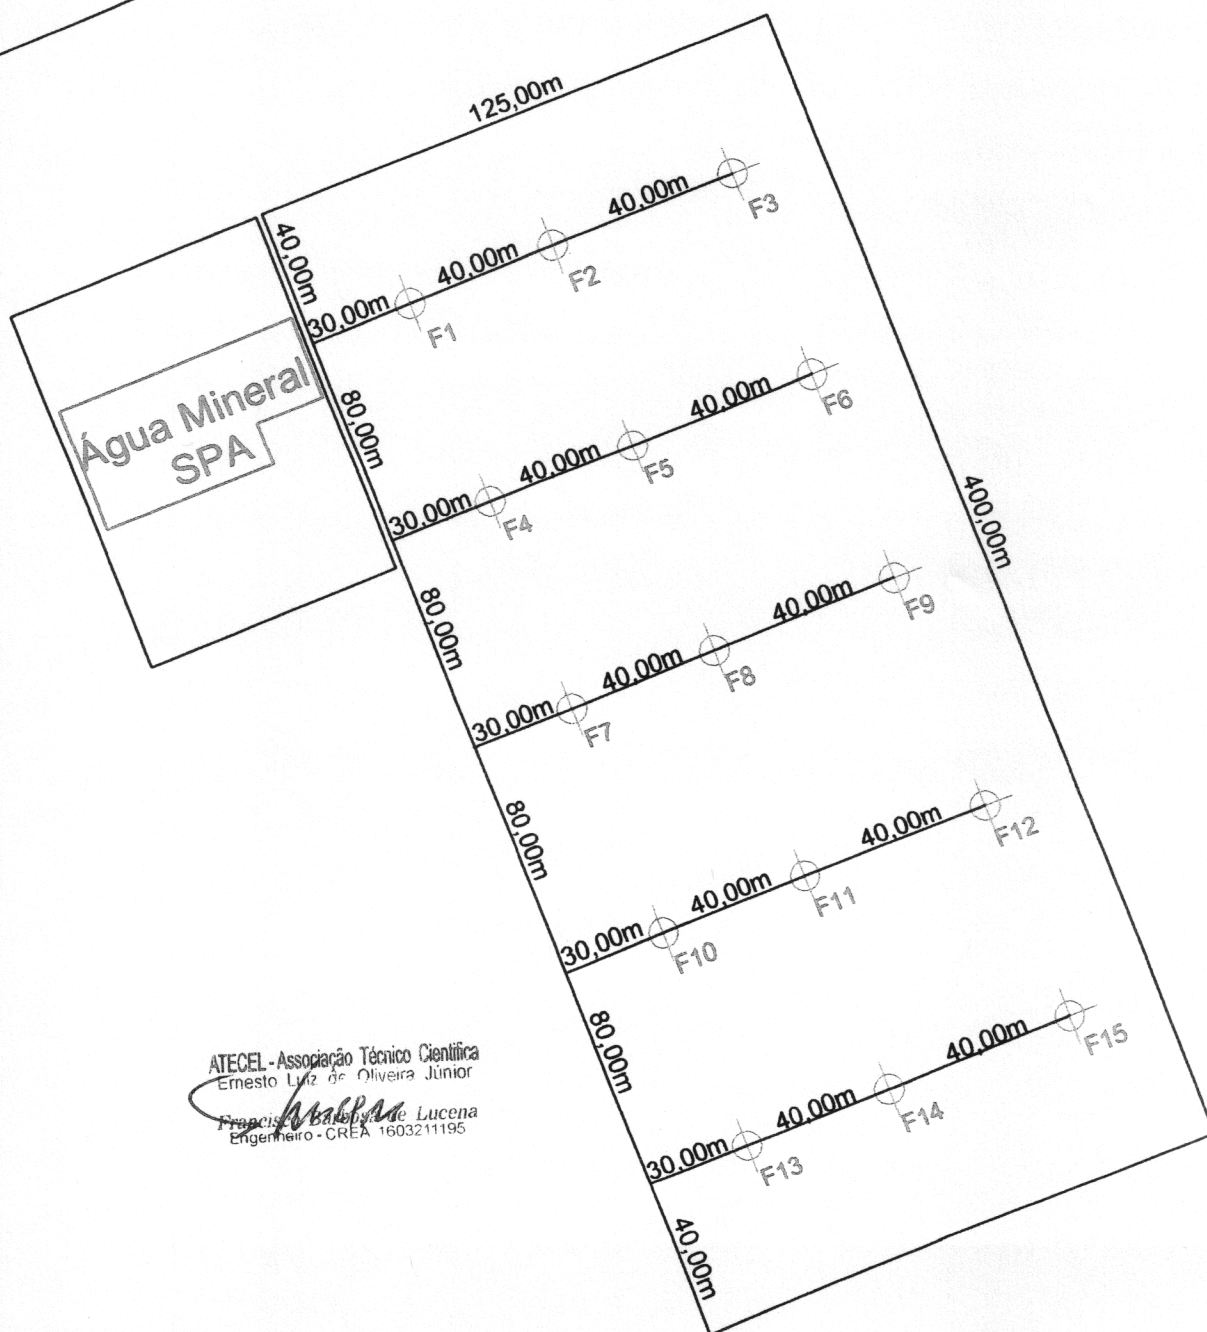 125,00m
40,00m
40,00m
F3
40,00m
F2
30,00m
F1
Água Mineral
SPA
80,00m
40,00m
F6
40,00m
F5
30,00m
F4
400,00m
80,00m
40,00m
F9
40,00m
F8
30,00m
F7
80,00m
40,00m
F12
40,00m
F11
30,00m
F10
80,00m
40,00m
F15
40,00m
F14
30,00m
F13
40,00m
ATECEL - Associação Técnico Científica
Ernesto Luiz de Oliveira Júnior
Francisco Barbosa de Lucena
Engenheiro - CREA 1603211195